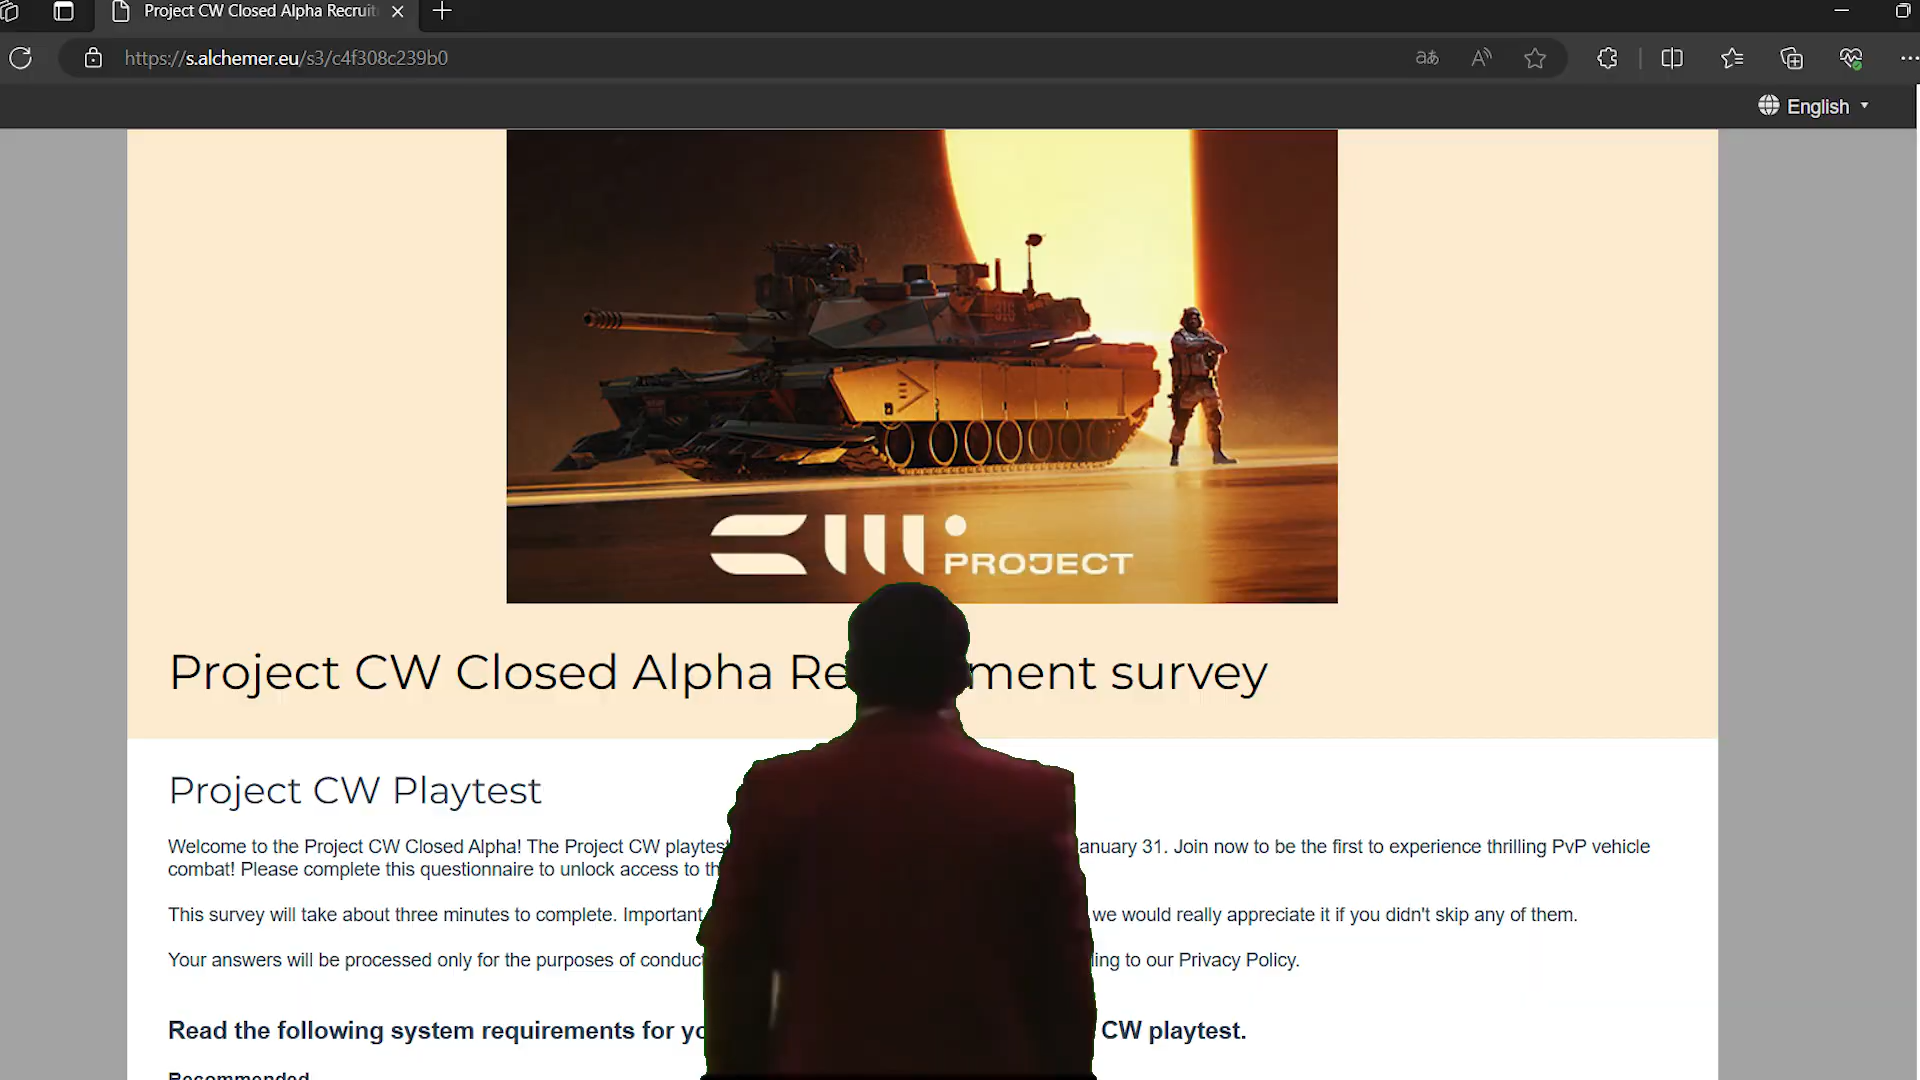 Project CW Closed Alpha Recruit
https://s.alchemer.eu/s3/c4f308c239b0
English
315
CW PROJECT
Project CW Closed Alpha Re ment survey
Project CW Playtest
Welcome to the Project CW Closed Alpha! The Project CW playtes anuary 31. Join now to be the first to experience thrilling PvP vehicle
combat! Please complete this questionnaire to unlock access to th
This survey will take about three minutes to complete. Important we would really appreciate it if you didn't skip any of them.
Your answers will be processed only for the purposes of conduc ling to our Privacy Policy.
Read the following system requirements for yo CW playtest.
Recommended